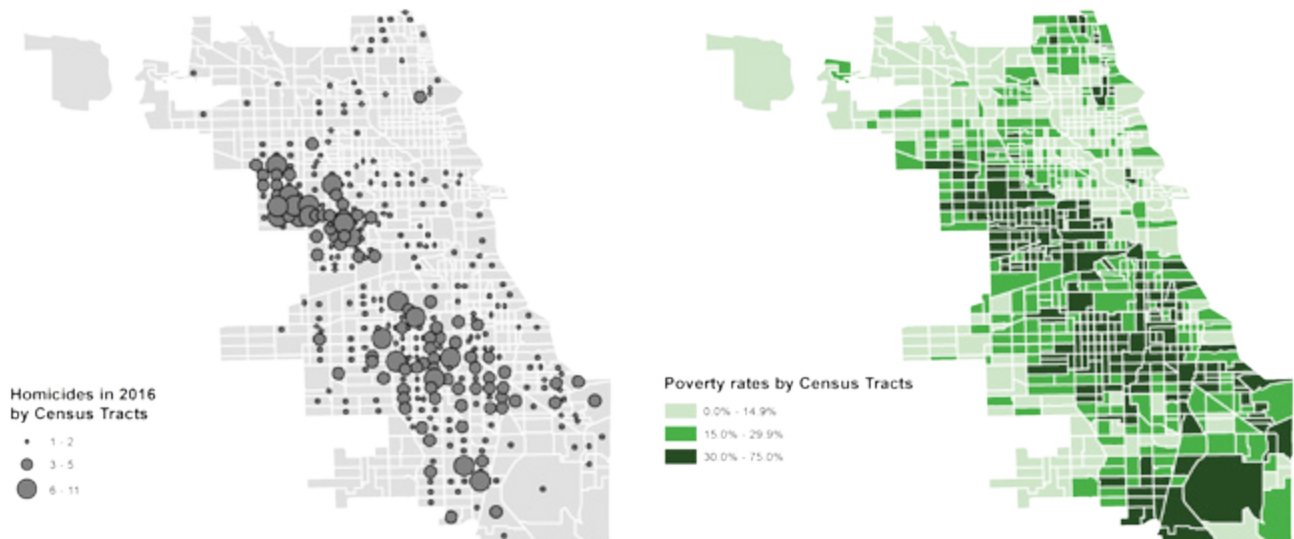 Homicides in 2016
by Census Tracts
1 - 2
3 - 5
6 - 11
Poverty rates by Census Tracts
0.0% - 14.9%
15.0% - 29.9%
30.0% - 75.0%